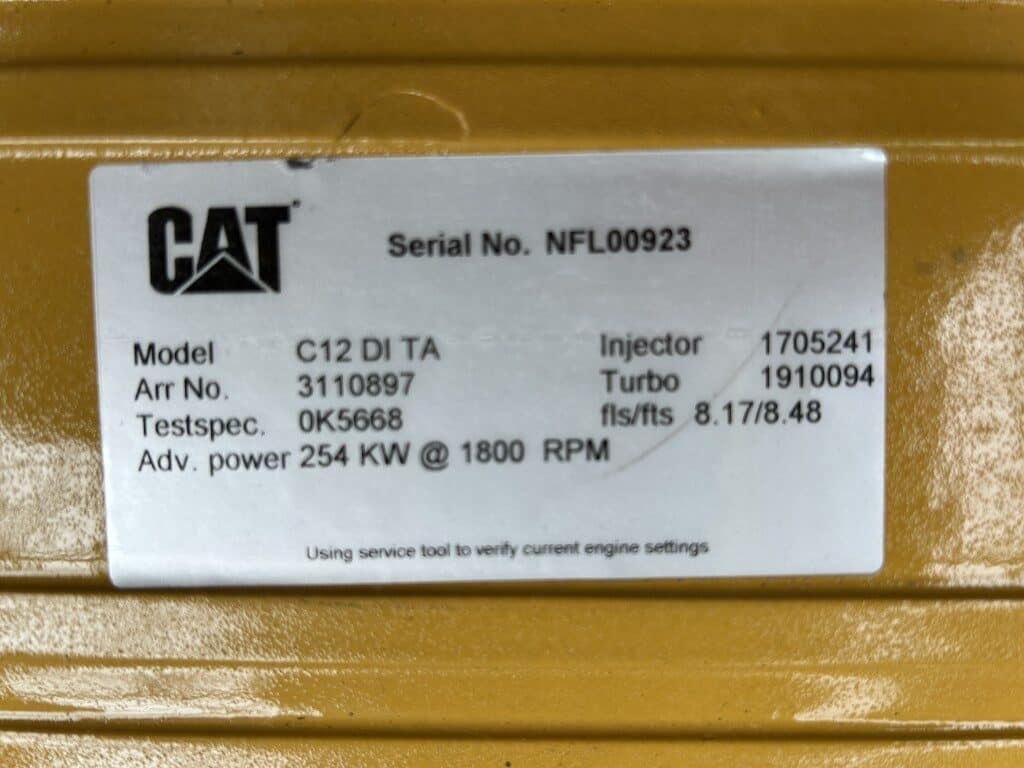 CAT
Serial No. NFL00923
Model C12 DI TA Injector 1705241
Arr No. 3110897 Turbo 1910094
Testspec. 0K5668 fls/fts 8.17/8.48
Adv. power 254 KW @ 1800 RPM
Using service tool to verify current engine settings